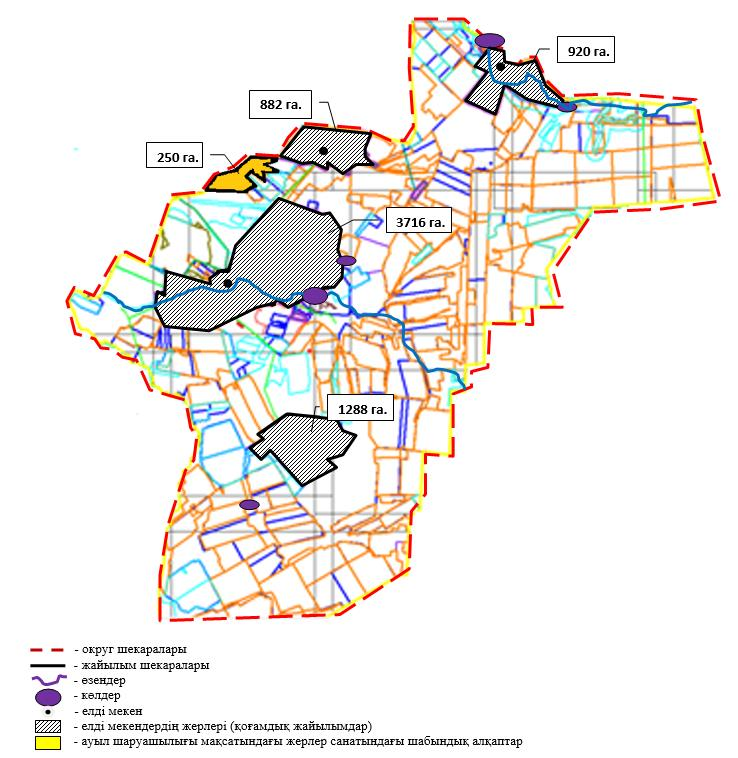 920 га.
882 га.
250 га.
3716 га.
1288 га.
- округ шекаралары
- жайылым шекаралары
- өзендер
- көлдер
- елді мекен
- елді мекендердің жерлері (қоғамдық жайылымдар)
- ауыл шаруашылығы мақсатындағы жерлер санатындағы шабындық алқаптар